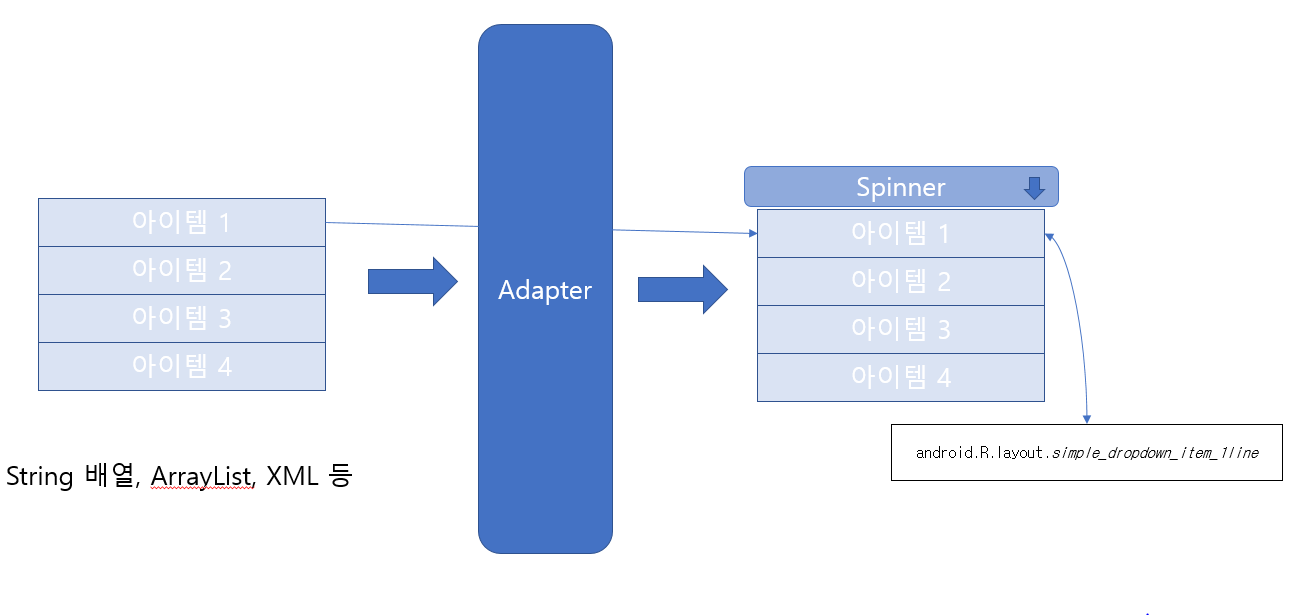 아이템 1
아이템 2
아이템 3
아이템 4
String 배열, ArrayList, XML 등
Adapter
Spinner
아이템 1
아이템 2
아이템 3
아이템 4
android.R.layout.simple_dropdown_item_1line